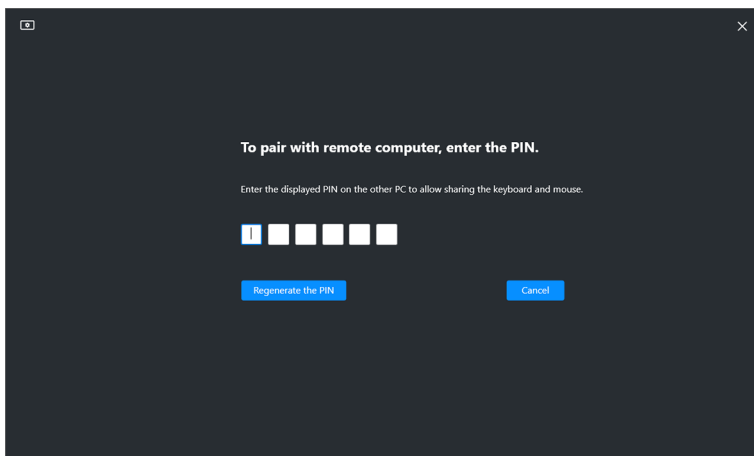 To pair with remote computer, enter the PIN.
Enter the displayed PIN on the other PC to allow sharing the keyboard and mouse.
Regenerate the PIN
Cancel